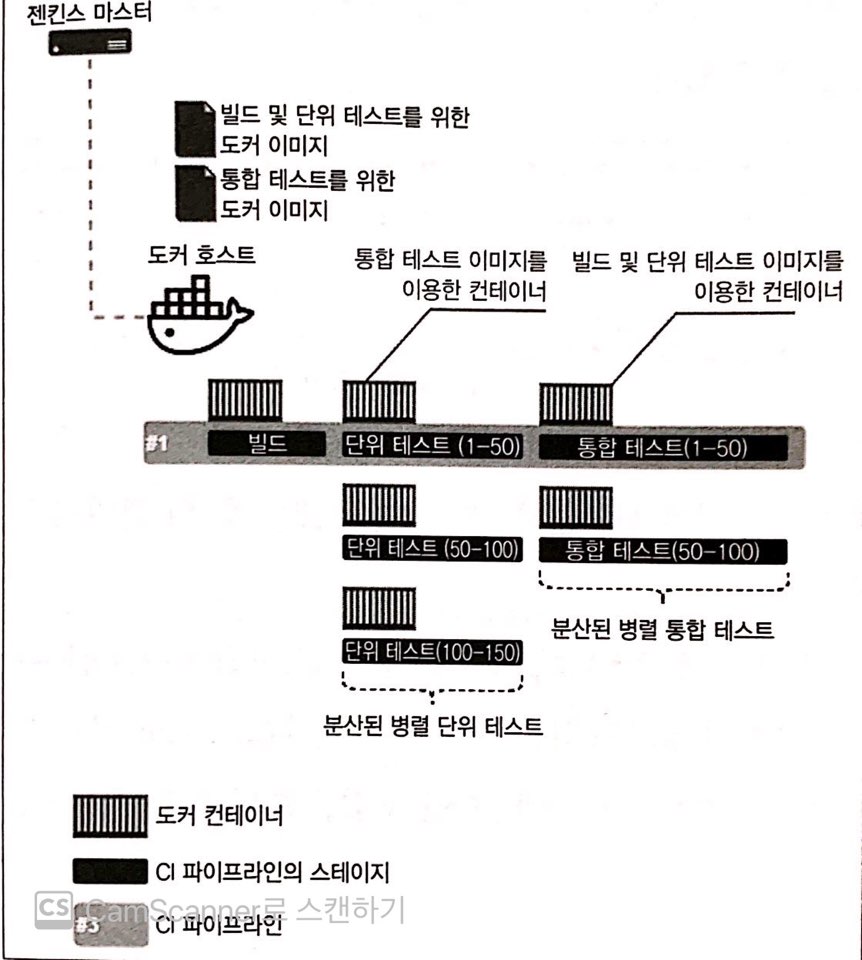 젠킨스 마스터
빌드 및 단위 테스트를 위한
도커 이미지
통합 테스트를 위한
도커 이미지
도커 호스트
통합 테스트 이미지를
이용한 컨테이너
빌드 및 단위 테스트 이미지를
이용한 컨테이너
#1
빌드
단위 테스트 (1-50)
통합 테스트(1-50)
단위 테스트 (50-100)
통합 테스트(50-100)
분산된 병렬 통합 테스트
단위 테스트(100-150)
분산된 병렬 단위 테스트
도커 컨테이너
CI 파이프라인의 스테이지
CS CamScanner로 스캔하기
#3 CI 파이프라인